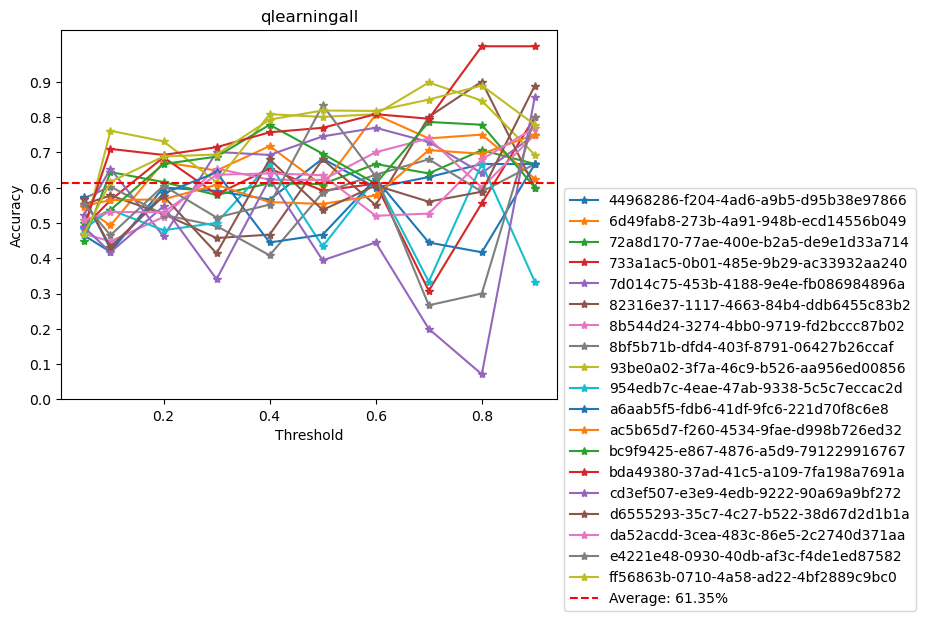 qlearningall
Accuracy
0.9
0.8
0.7
0.6
0.5
0.4
0.3
0.2
0.1
0.0
0.2 0.4 0.6 0.8
Threshold
44968286-f204-4ad6-a9b5-d95b38e97866
6d49fab8-273b-4a91-948b-ecd14556b049
72a8d170-77ae-400e-b2a5-de9e1d33a714
733a1ac5-0b01-485e-9b29-ac33932aa240
7d014c75-453b-4188-9e4e-fb086984896a
82316e37-1117-4663-84b4-ddb6455c83b2
8b544d24-3274-4bb0-9719-fd2bccc87b02
8bf5b71b-dfd4-403f-8791-06427b26ccaf
93be0a02-3f7a-46c9-b526-aa956ed00856
954edb7c-4eae-47ab-9338-5c5c7eccac2d
a6aab5f5-fdb6-41df-9fc6-221d70f8c6e8
ac5b65d7-f260-4534-9fae-d998b726ed32
bc9f9425-e867-4876-a5d9-791229916767
bda49380-37ad-41c5-a109-7fa198a7691a
cd3ef507-e3e9-4edb-9222-90a69a9bf272
d6555293-35c7-4c27-b522-38d67d2d1b1a
da52acdd-3cea-483c-86e5-2c2740d371aa
e4221e48-0930-40db-af3c-f4de1ed87582
ff56863b-0710-4a58-ad22-4bf2889c9bc0
Average: 61.35%